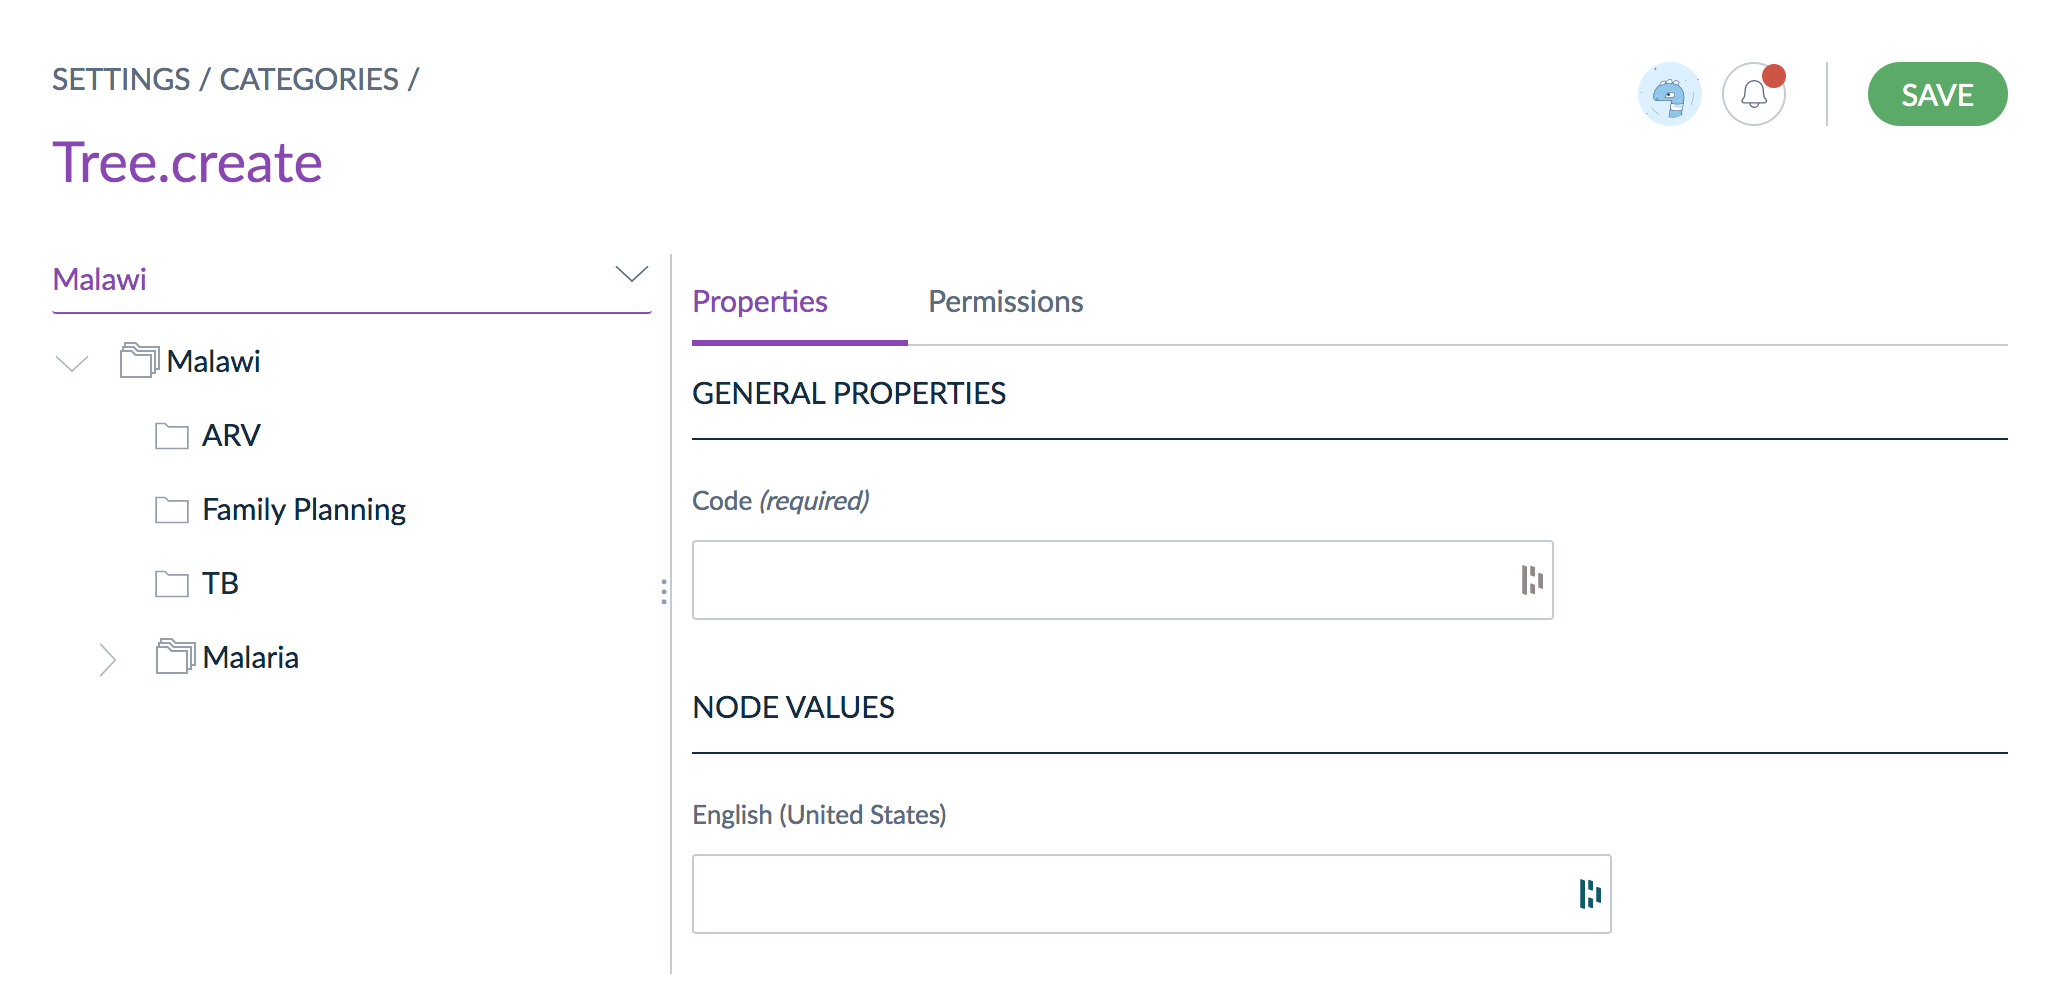 SETTINGS / CATEGORIES /
SAVE
Tree.create
Malawi
Malawi
ARV
Family Planning
TB
Malaria
Properties
Permissions
GENERAL PROPERTIES
Code (required)
NODE VALUES
English (United States)